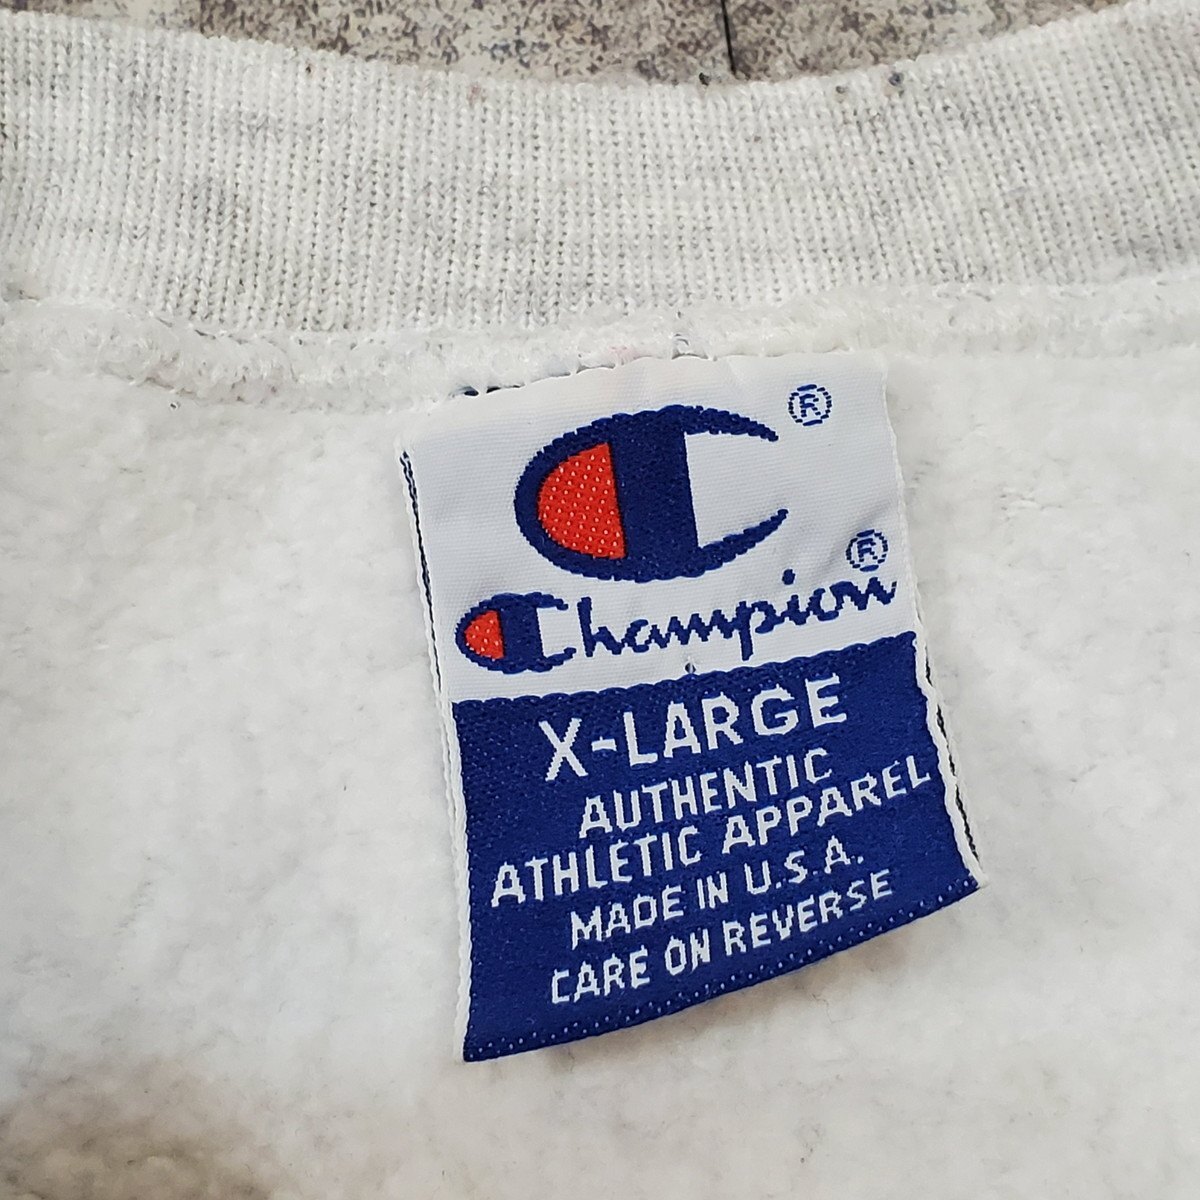 ®
Champion®
X-LARGE
AUTHENTIC
ATHLETIC APPAREL
MADE IN U.S.A.
CARE ON REVERSE